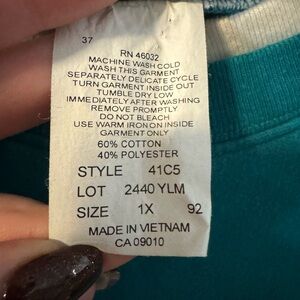 37
RN 46032
MACHINE WASH COLD
WASH THIS GARMENT
SEPARATELY DELICATE CYCLE
TURN GARMENT INSIDE OUT
TUMBLE DRY LOW
IMMEDIATELY AFTER WASHING
REMOVE PROMPTLY
DO NOT BLEACH
USE WARM IRON ON INSIDE
GARMENT ONLY
60% COTTON
40% POLYESTER
STYLE 41C5
LOT 2440 YLM
SIZE 1X 92
MADE IN VIETNAM
CA 09010